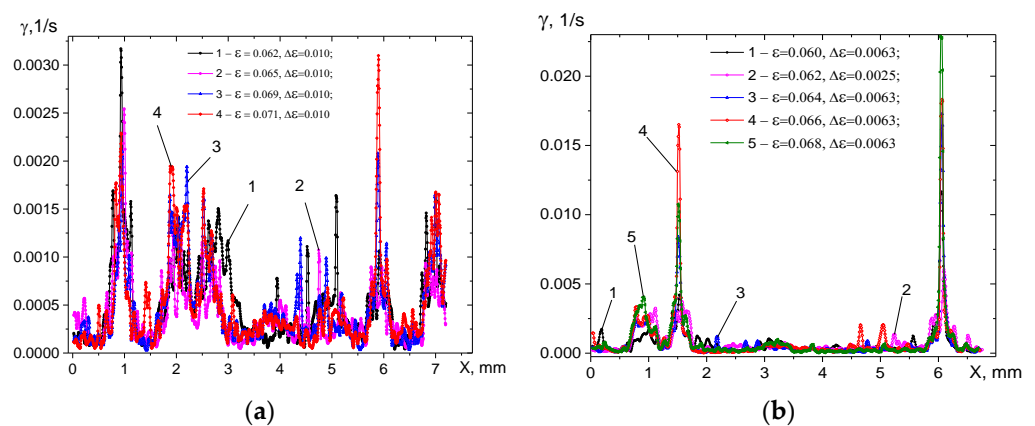 γ,1/s
0.0030
0.0025
0.0020
0.0015
0.0010
0.0005
0.0000
1 – ε = 0.062, Δε=0.010;
2 – ε = 0.065, Δε=0.010;
3 – ε = 0.069, Δε=0.010;
4 – ε = 0.071, Δε=0.010
4
3
1
2
0 1 2 3 4 5 6 7 X, mm
(a)
γ, 1/s
0.020
0.015
0.010
0.005
0.000
1 – ε=0.060, Δε=0.0063;
2 – ε=0.062, Δε=0.0025;
3 – ε=0.064, Δε=0.0063;
4 – ε=0.066, Δε=0.0063;
5 – ε=0.068, Δε=0.0063
4
5
1
3
2
0 1 2 3 4 5 6 X, mm
(b)